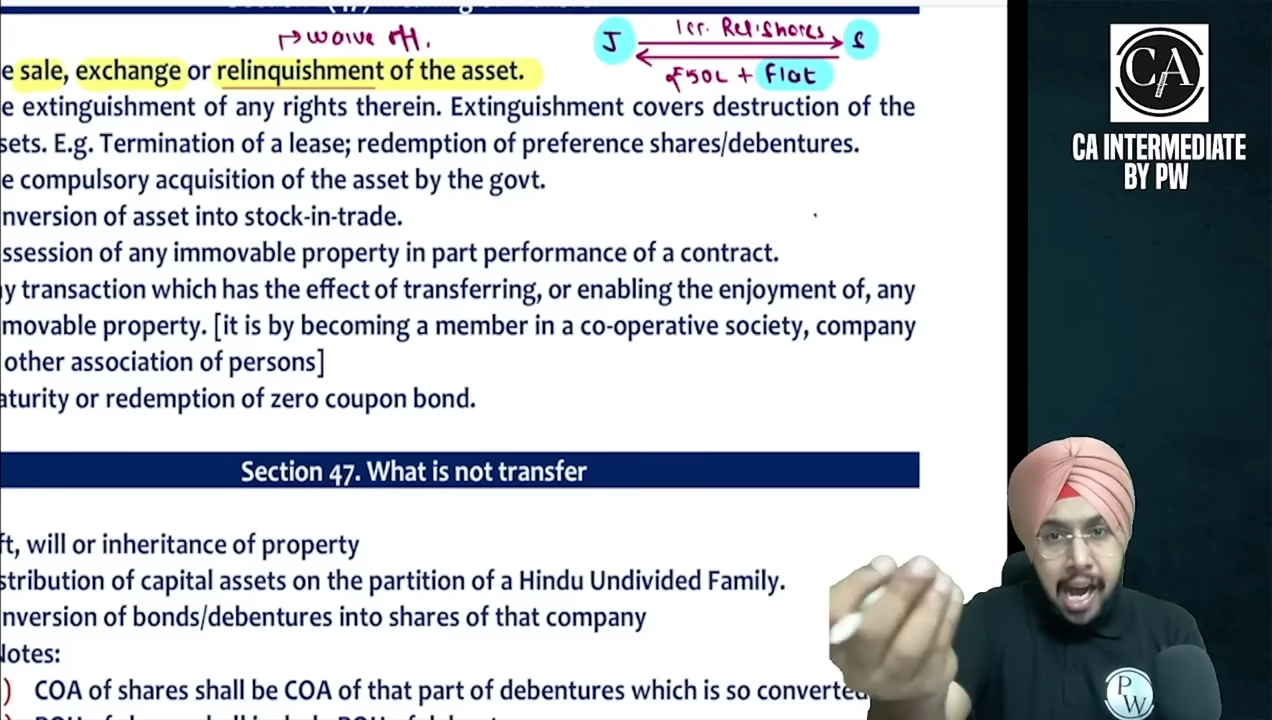 → waive off.
J 1cr. Rel. Shares S
₹50L + Flat
e sale, exchange or relinquishment of the asset.
e extinguishment of any rights therein. Extinguishment covers destruction of the
sets. E.g. Termination of a lease; redemption of preference shares/debentures.
e compulsory acquisition of the asset by the govt.
nversion of asset into stock-in-trade.
ssession of any immovable property in part performance of a contract.
y transaction which has the effect of transferring, or enabling the enjoyment of, any
movable property. [it is by becoming a member in a co-operative society, company
other association of persons]
aturity or redemption of zero coupon bond.
Section 47. What is not transfer
ft, will or inheritance of property
stribution of capital assets on the partition of a Hindu Undivided Family.
nversion of bonds/debentures into shares of that company
Notes:
) COA of shares shall be COA of that part of debentures which is so converted
CA
CA INTERMEDIATE
BY PW
P
W